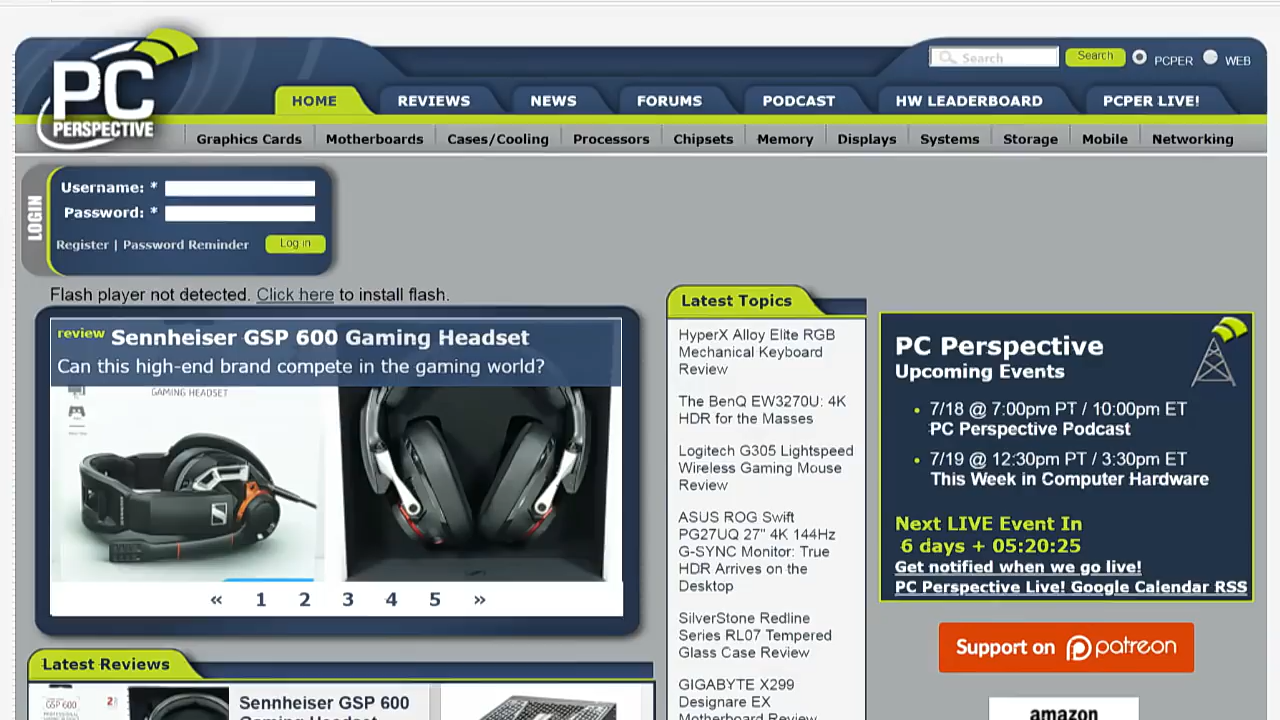 PC
PERSPECTIVE
Search
Search
PCPER
WEB
HOME
REVIEWS
NEWS
FORUMS
PODCAST
HW LEADERBOARD
PCPER LIVE!
Graphics Cards
Motherboards
Cases/Cooling
Processors
Chipsets
Memory
Displays
Systems
Storage
Mobile
Networking
LOGIN
Username: *
Password: *
Register | Password Reminder
Log in
Flash player not detected. Click here to install flash.
review Sennheiser GSP 600 Gaming Headset
Can this high-end brand compete in the gaming world?
GAMING HEADSET
« 1 2 3 4 5 »
Latest Reviews
GSP 600
Sennheiser GSP 600
Gaming Headset
Latest Topics
HyperX Alloy Elite RGB
Mechanical Keyboard
Review
The BenQ EW3270U: 4K
HDR for the Masses
Logitech G305 Lightspeed
Wireless Gaming Mouse
Review
ASUS ROG Swift
PG27UQ 27" 4K 144Hz
G-SYNC Monitor: True
HDR Arrives on the
Desktop
SilverStone Redline
Series RL07 Tempered
Glass Case Review
GIGABYTE X299
Designare EX
Motherboard Review
PC Perspective
Upcoming Events
7/18 @ 7:00pm PT / 10:00pm ET
PC Perspective Podcast
7/19 @ 12:30pm PT / 3:30pm ET
This Week in Computer Hardware
Next LIVE Event In
6 days + 05:20:25
Get notified when we go live!
PC Perspective Live! Google Calendar RSS
Support on patreon
amazon